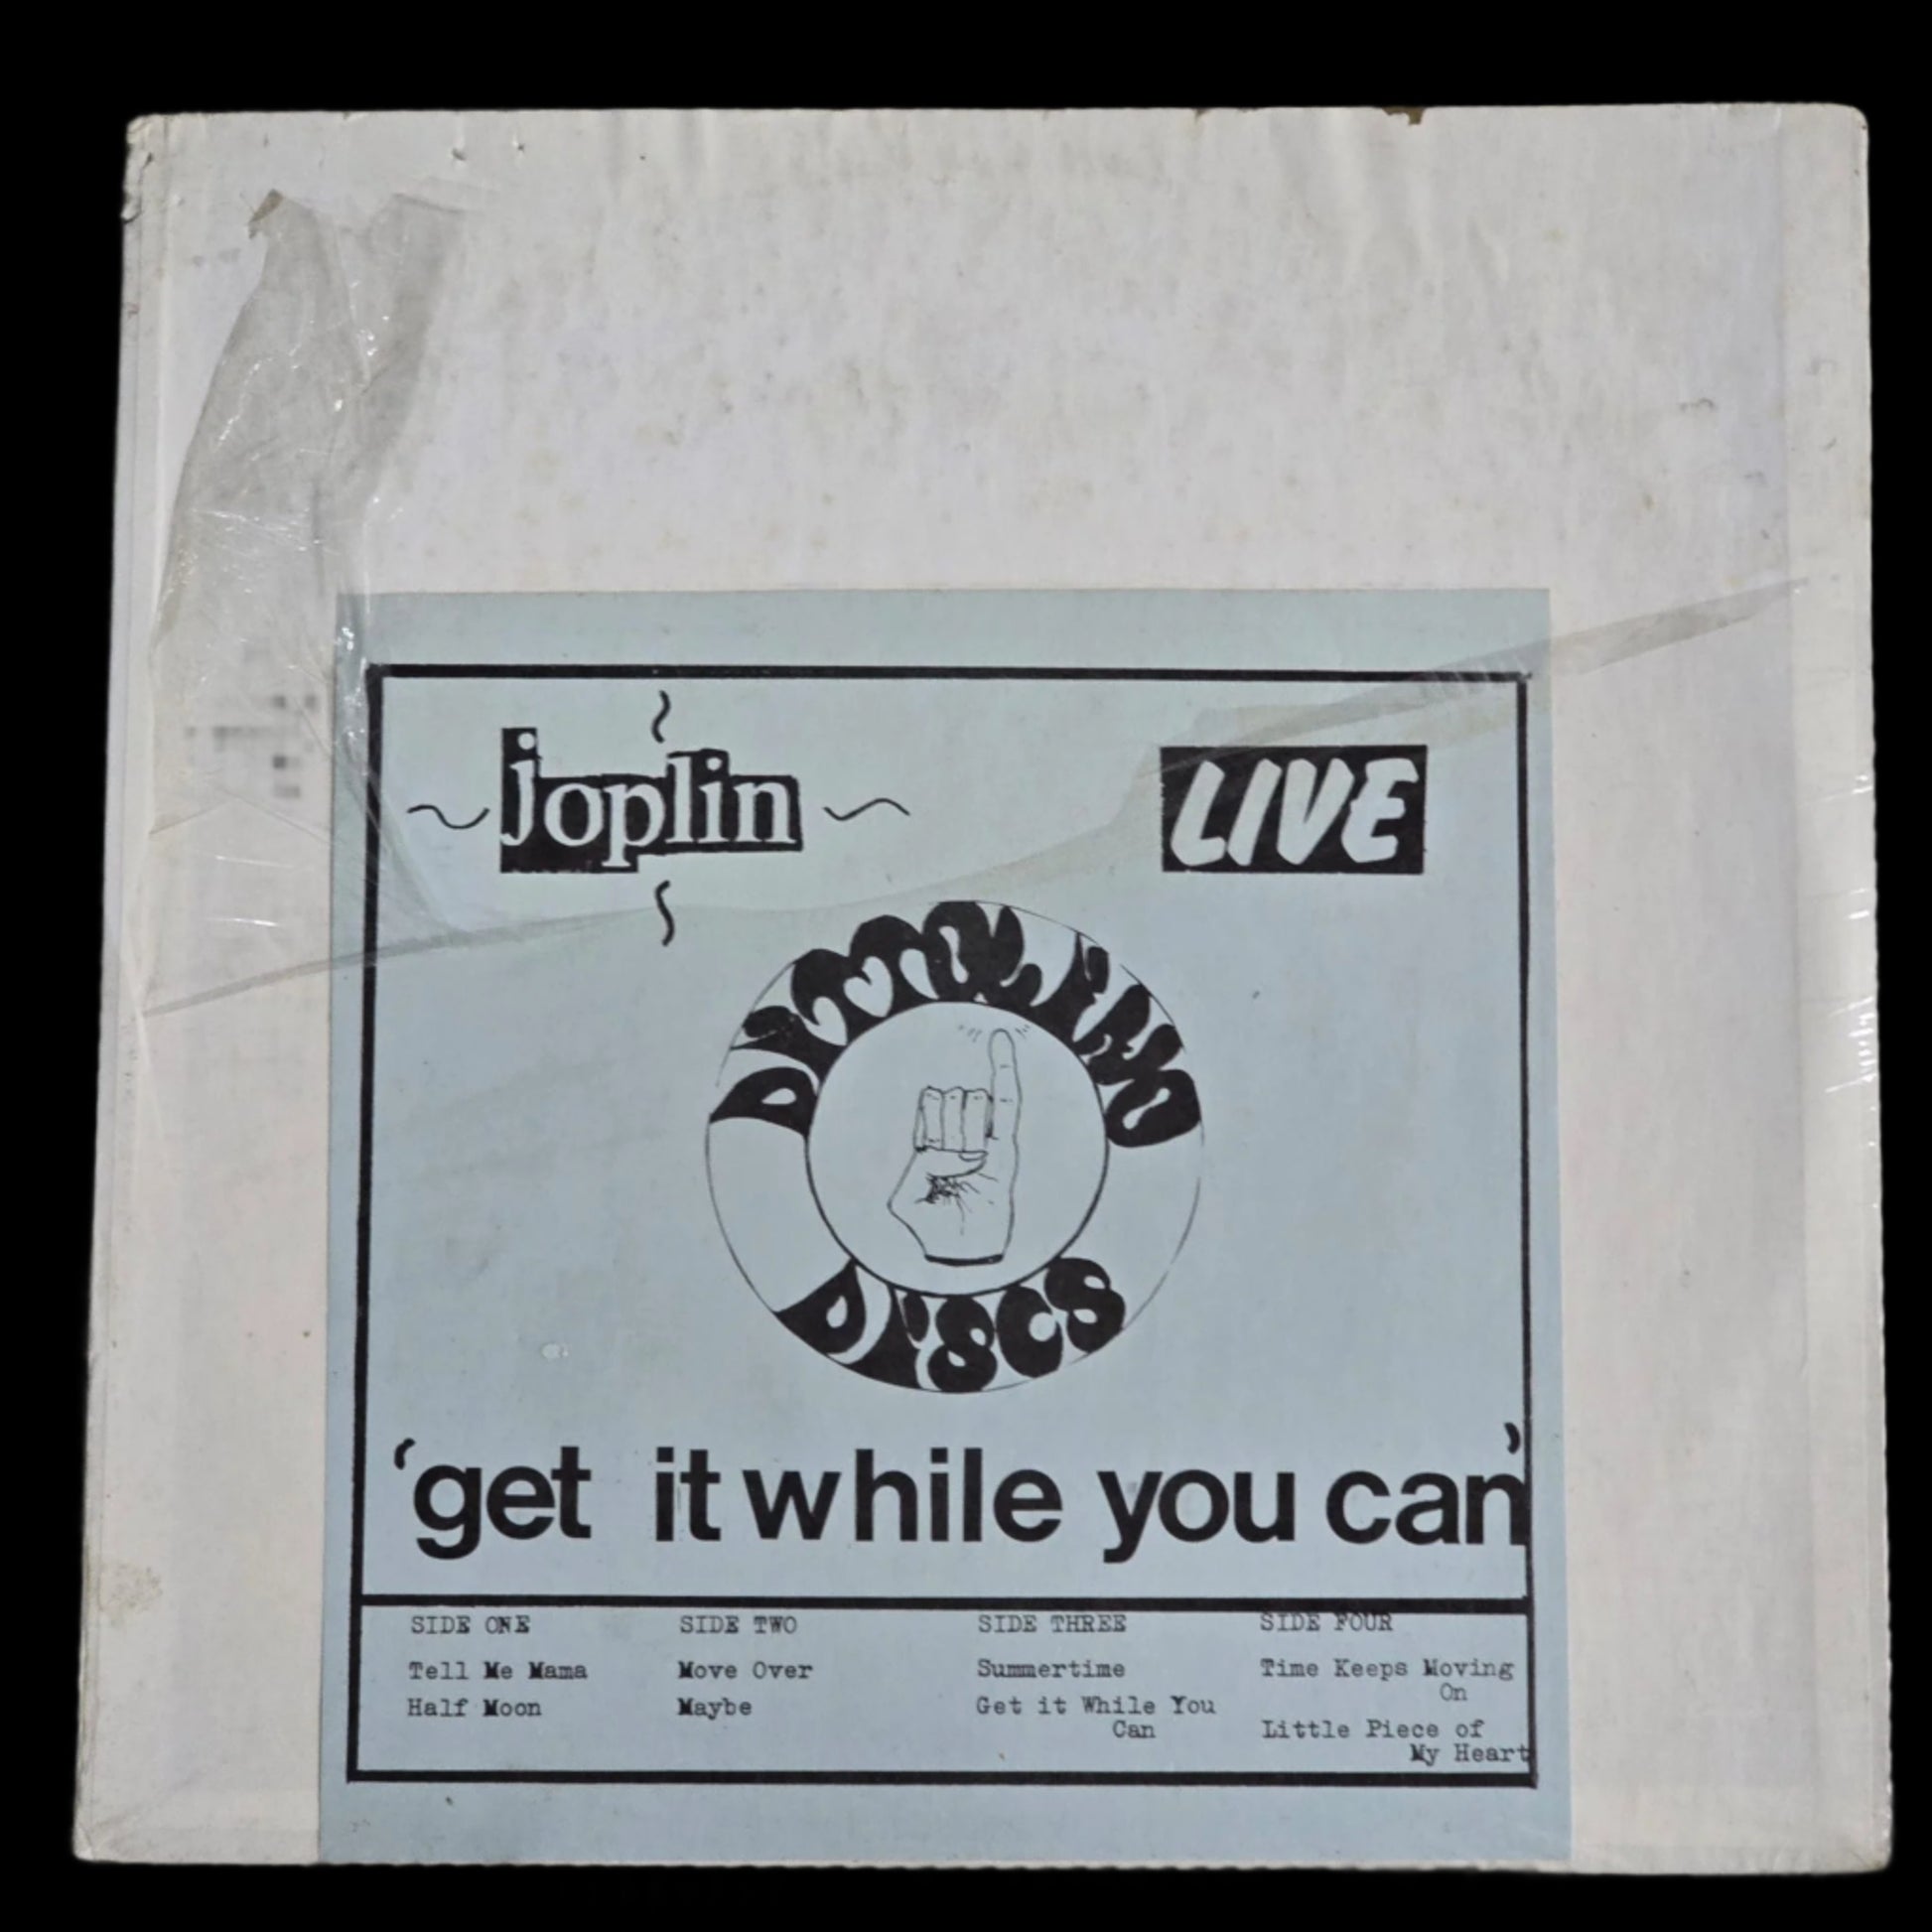 joplin
LIVE
DITTOLINO
DISCS
'get it while you can'
SIDE ONE
Tell Me Mama
Half Moon
SIDE TWO
Move Over
Maybe
SIDE THREE
Summertime
Get it While You
Can
SIDE FOUR
Time Keeps Moving
On
Little Piece of
My Heart